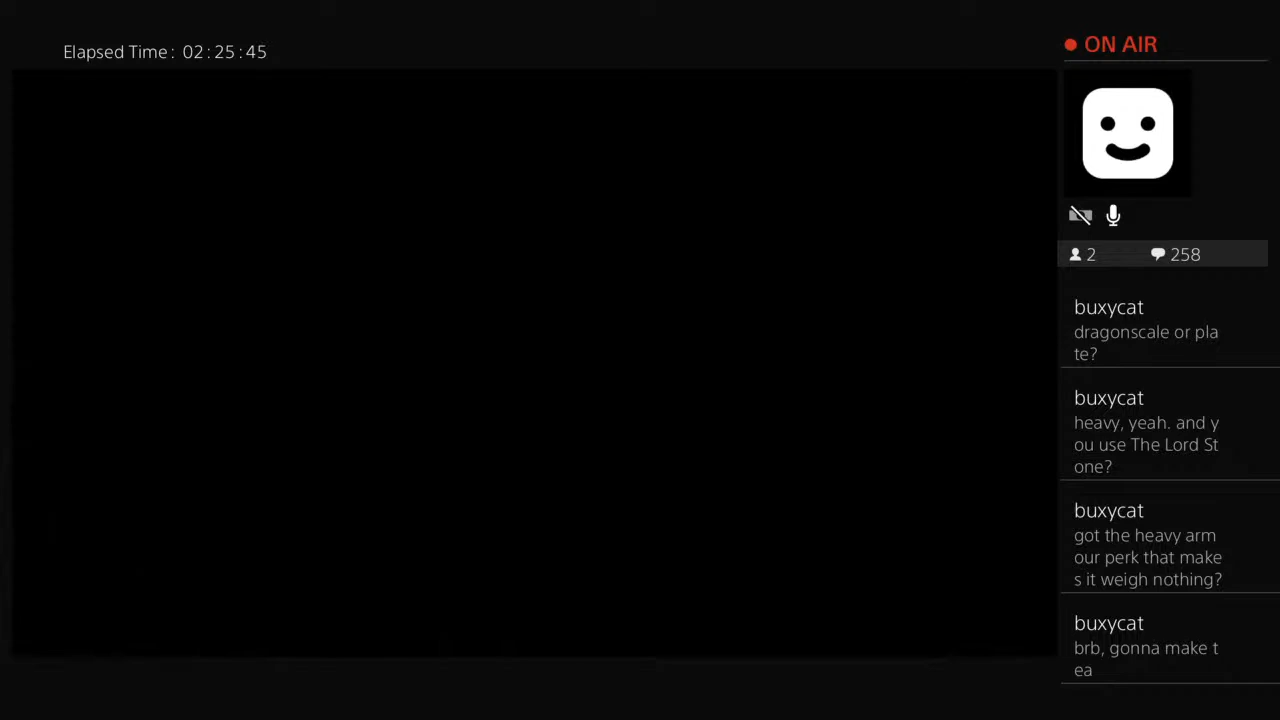 Elapsed Time: 02:25:45
ON AIR
2 258
buxycat
dragonscale or pla
te?
buxycat
heavy, yeah. and y
ou use The Lord St
one?
buxycat
got the heavy arm
our perk that make
s it weigh nothing?
buxycat
brb, gonna make t
ea